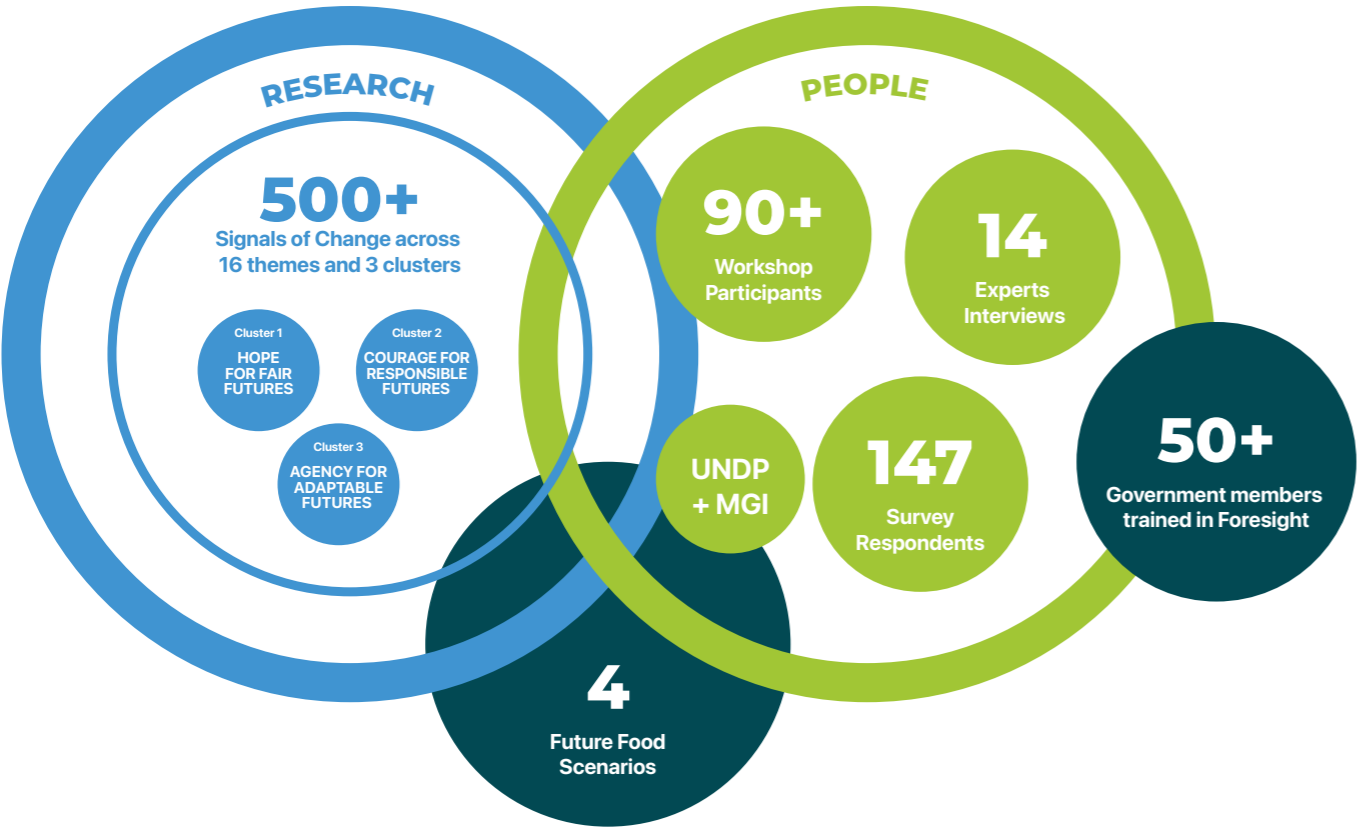 RESEARCH
500+
Signals of Change across
16 themes and 3 clusters
Cluster 1
HOPE
FOR FAIR
FUTURES
Cluster 2
COURAGE FOR
RESPONSIBLE
FUTURES
Cluster 3
AGENCY FOR
ADAPTABLE
FUTURES
PEOPLE
90+
Workshop
Participants
14
Experts
Interviews
UNDP
+ MGI
147
Survey
Respondents
50+
Government members
trained in Foresight
4
Future Food
Scenarios